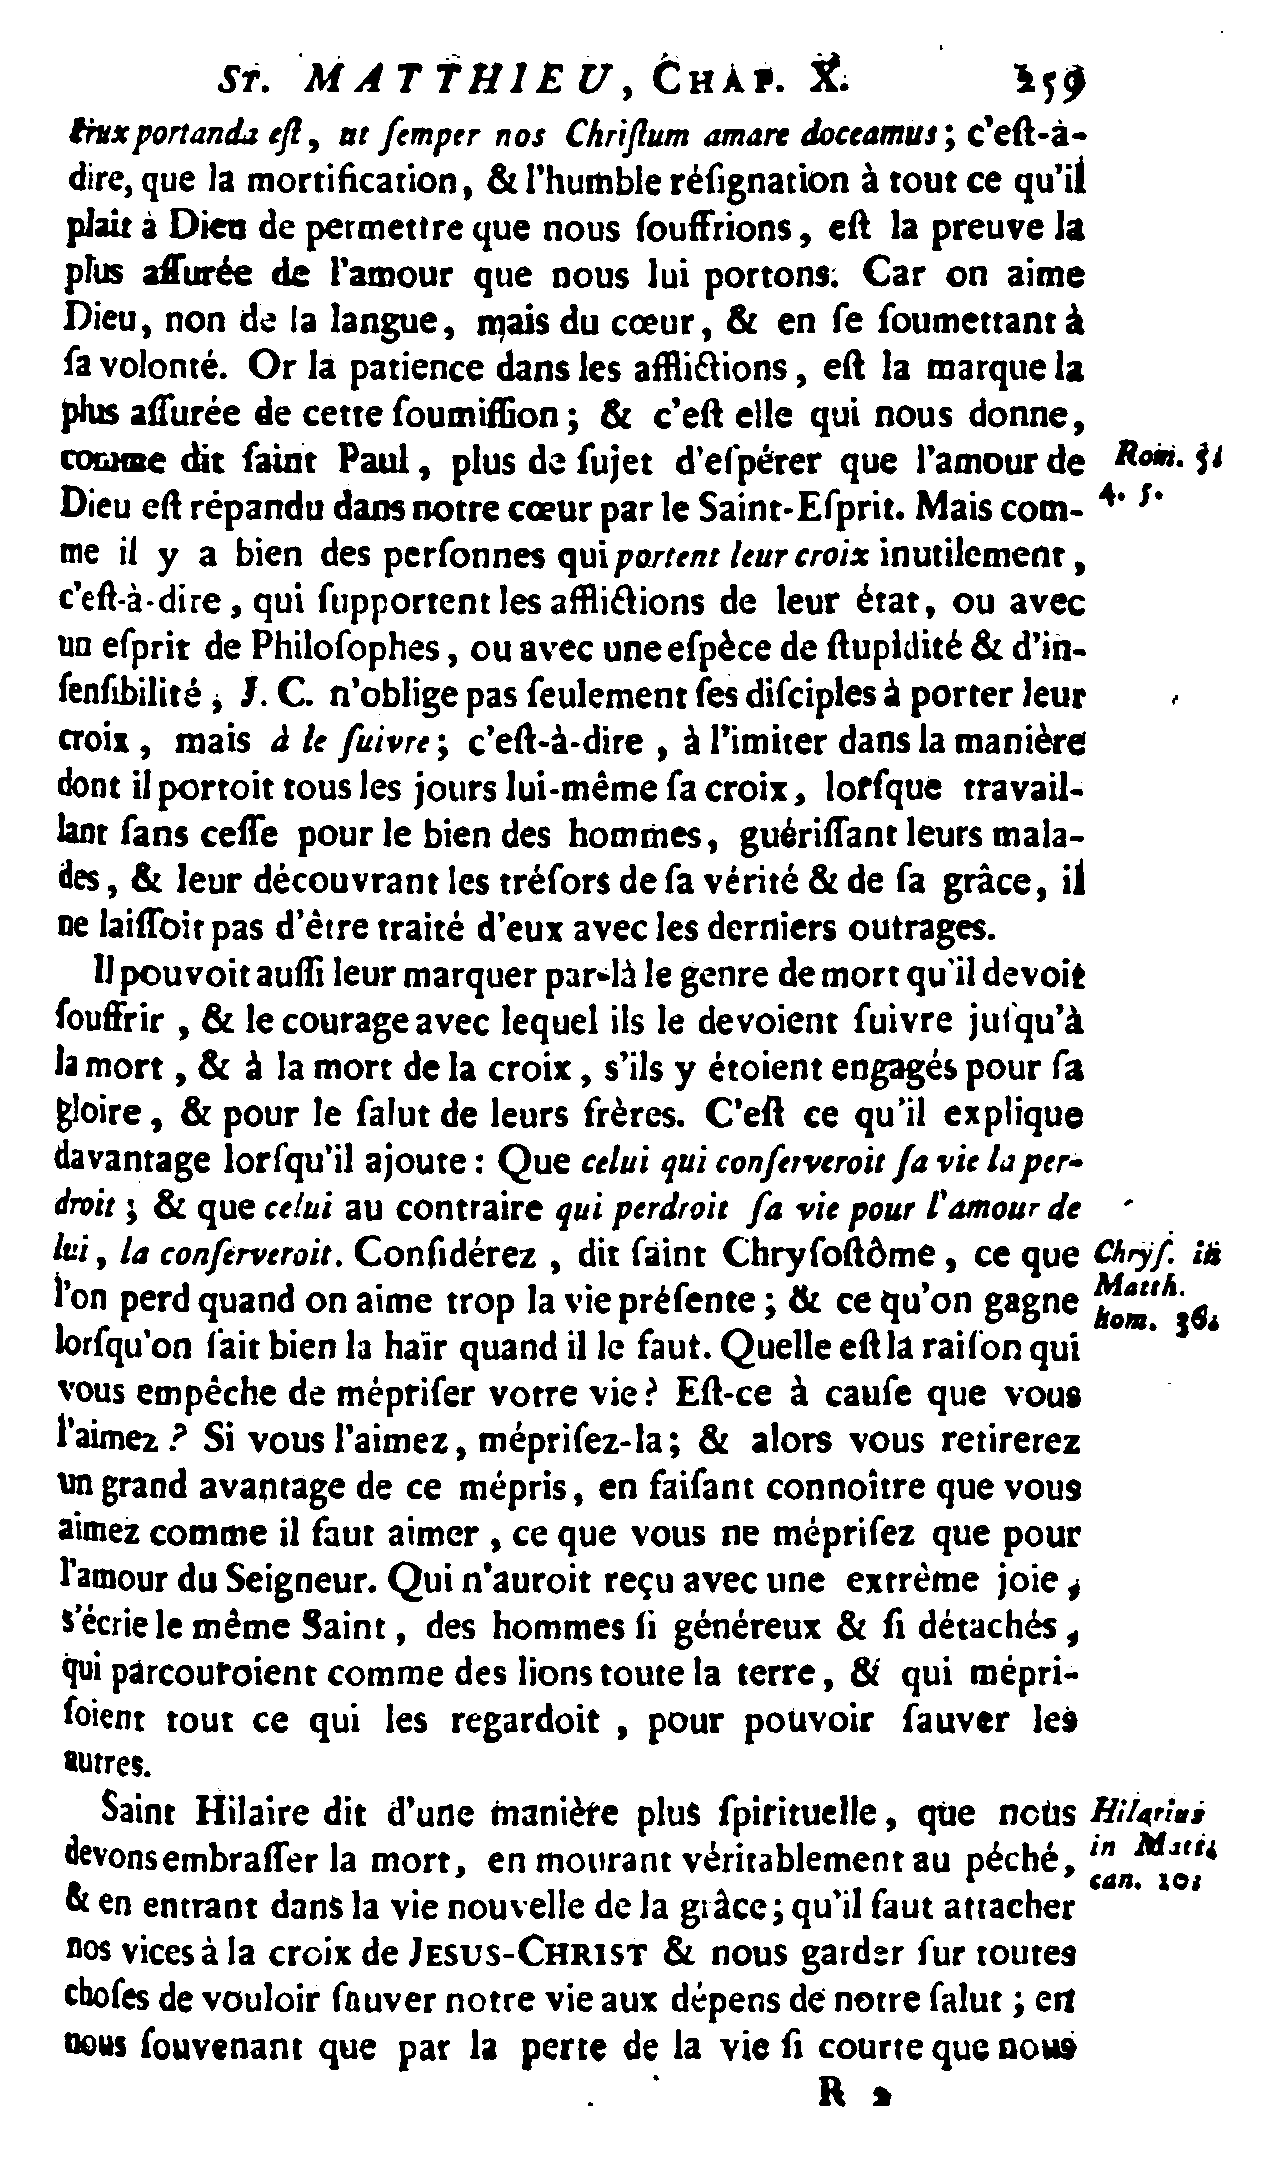 ST. MATTHIEU, CHAP. X. 259
crux portanda eſt, ut ſemper nos Chriſtum amare doceamus; c'eſt-à-
dire, que la mortification, & l'humble réſignation à tout ce qu'il
plaît à Dieu de permettre que nous ſouffrions, eſt la preuve la
plus aſſurée de l'amour que nous lui portons. Car on aime
Dieu, non de la langue, mais du cœur, & en ſe ſoumettant à
ſa volonté. Or la patience dans les afflictions, eſt la marque la
plus aſſurée de cette ſoumiſſion; & c'eſt elle qui nous donne,
comme dit ſaint Paul, plus de ſujet d'eſpérer que l'amour de
Rom. 5.
Dieu eſt répandu dans notre cœur par le Saint-Eſprit. Mais com-
4. 5.
me il y a bien des perſonnes qui portent leur croix inutilement,
c'eſt-à-dire, qui ſupportent les afflictions de leur état, ou avec
un eſprit de Philoſophes, ou avec une eſpèce de ſtupidité & d'in-
ſenſibilité, J. C. n'oblige pas ſeulement ſes diſciples à porter leur
croix, mais à le ſuivre; c'eſt-à-dire, à l'imiter dans la manière
dont il portoit tous les jours lui-même ſa croix, lorſque travail-
lant ſans ceſſe pour le bien des hommes, guériſſant leurs mala-
des, & leur découvrant les tréſors de ſa vérité & de ſa grâce, il
ne laiſſoit pas d'être traité d'eux avec les derniers outrages.
Il pouvoit auſſi leur marquer par-là le genre de mort qu'il devoit
ſouffrir, & le courage avec lequel ils le devoient ſuivre juſqu'à
la mort, & à la mort de la croix, s'ils y étoient engagés pour ſa
gloire, & pour le ſalut de leurs frères. C'eſt ce qu'il explique
davantage lorſqu'il ajoute: Que celui qui conſerveroit ſa vie la per-
droit; & que celui au contraire qui perdroit ſa vie pour l'amour de
lui, la conſerveroit. Conſidérez, dit ſaint Chryſoſtôme, ce que
Chryſ. in
l'on perd quand on aime trop la vie préſente; & ce qu'on gagne
Matth.
hom. 36.
lorſqu'on ſait bien la haïr quand il le faut. Quelle eſt la raiſon qui
vous empêche de mépriſer votre vie? Eſt-ce à cauſe que vous
l'aimez? Si vous l'aimez, mépriſez-la; & alors vous retirerez
un grand avantage de ce mépris, en faiſant connoître que vous
aimez comme il faut aimer, ce que vous ne mépriſez que pour
l'amour du Seigneur. Qui n'auroit reçu avec une extrème joie,
s'écrie le même Saint, des hommes ſi généreux & ſi détachés,
qui parcouroient comme des lions toute la terre, & qui mépri-
ſoient tout ce qui les regardoit, pour pouvoir ſauver les
autres.
Saint Hilaire dit d'une manière plus ſpirituelle, que nous
Hilarius
devons embraſſer la mort, en mourant véritablement au péché,
in Matt.
can. 10.
& en entrant dans la vie nouvelle de la grâce; qu'il faut attacher
nos vices à la croix de JESUS-CHRIST & nous garder ſur toutes
choſes de vouloir ſauver notre vie aux dépens de notre ſalut; en
nous ſouvenant que par la perte de la vie ſi courte que nous
R 2